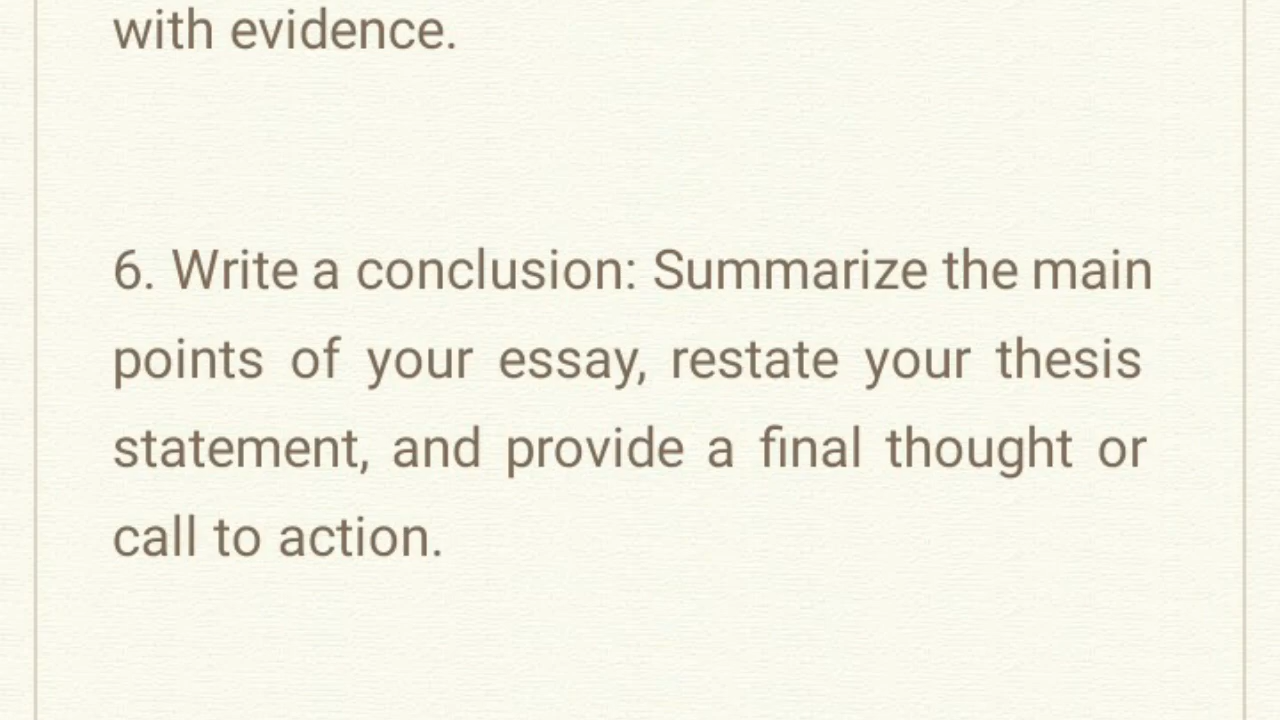 with evidence.
6. Write a conclusion: Summarize the main
points of your essay, restate your thesis
statement, and provide a final thought or
call to action.